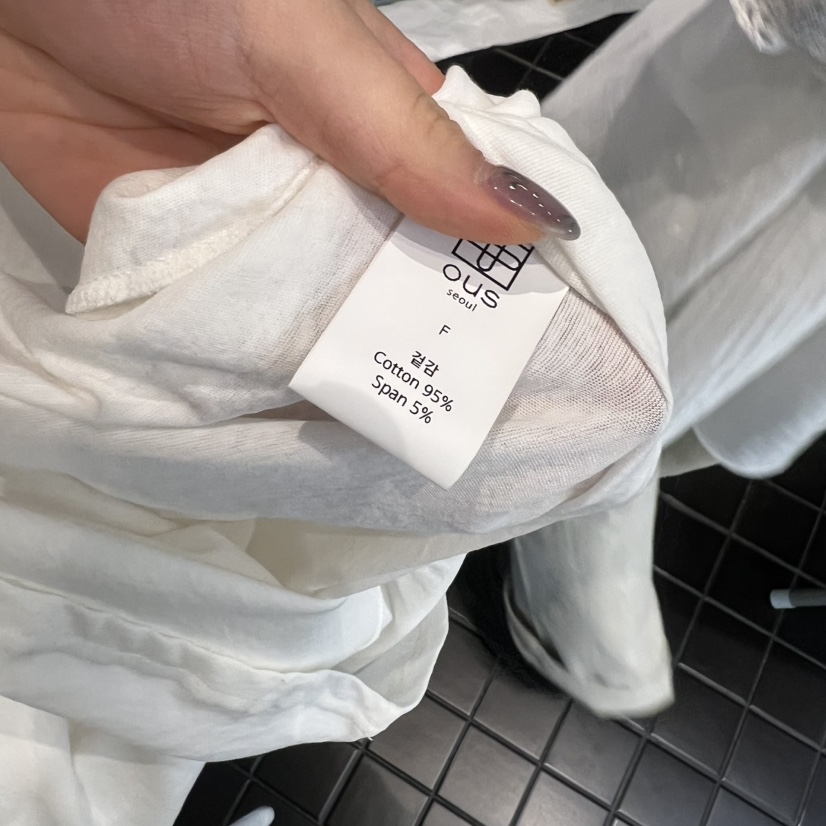 ous
seoul
F
겉감
Cotton 95%
Span 5%